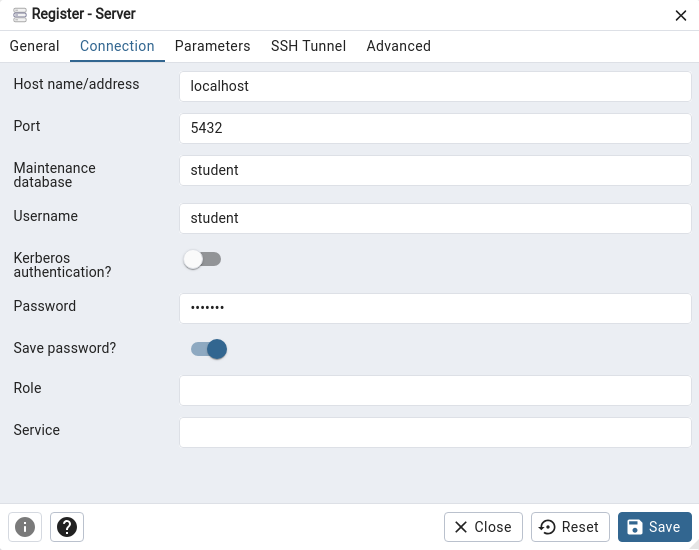 Register - Server
General Connection Parameters SSH Tunnel Advanced
Host name/address localhost
Port 5432
Maintenance
database student
Username student
Kerberos
authentication?
Password •••••••
Save password?
Role
Service
Close Reset Save